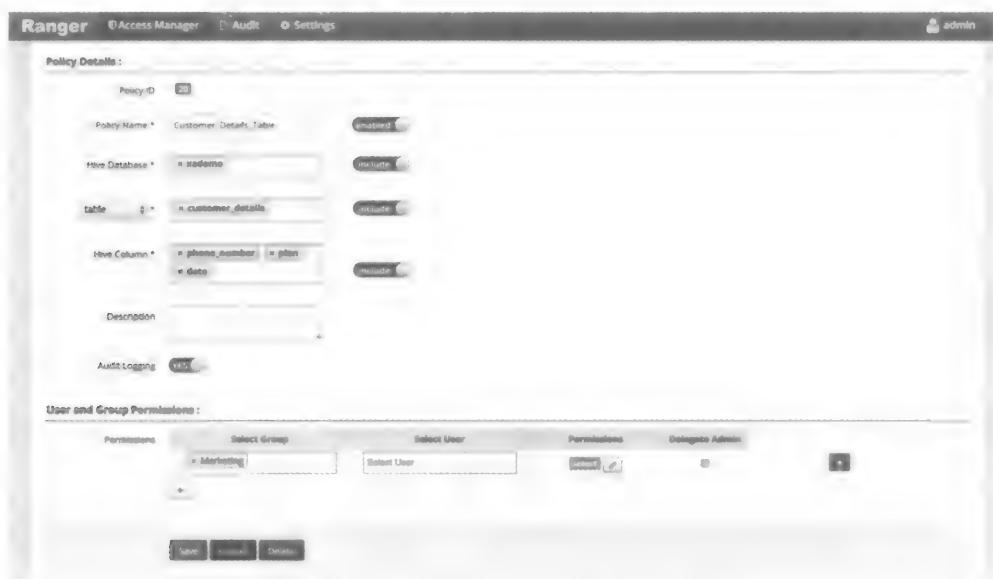 Ranger Access Manager Audit Settings admin
Policy Details :
Policy ID 20
Policy Name * Customer_Details_Table enabled
Hive Database * × xademo include
table * × customer_details include
Hive Column * × phone_number × plan
× date include
Description
Audit Logging YES
User and Group Permissions :
Permissions Select Group Select User Permissions Delegate Admin
× Marketing Select User select
+
Save Cancel Delete